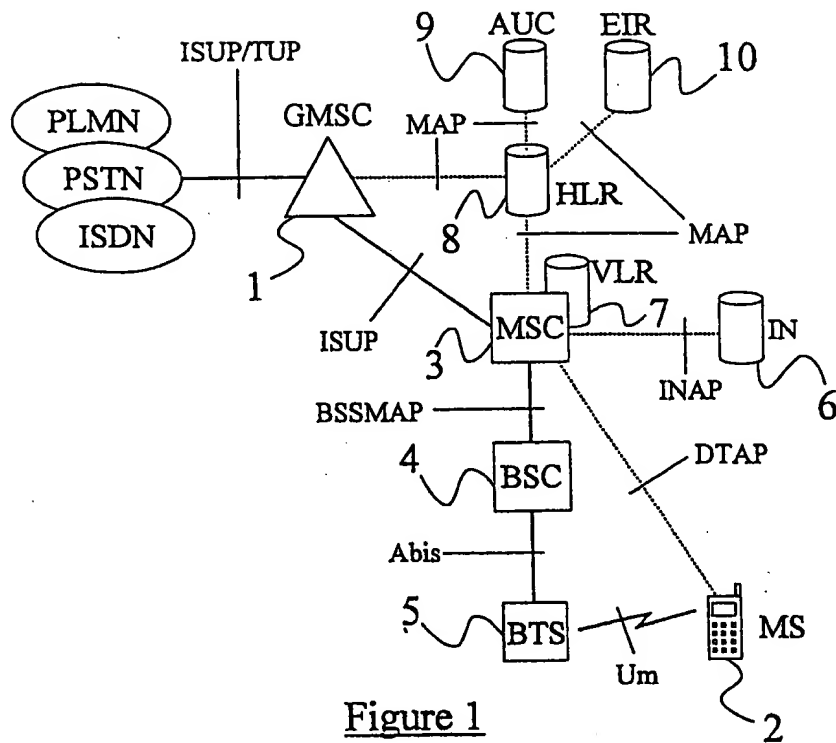 9
AUC
EIR
10
ISUP/TUP
PLMN
GMSC
MAP
PSTN
8
HLR
ISDN
MAP
1
VLR
ISUP
3
MSC
7
IN
INAP
6
BSSMAP
4
BSC
DTAP
Abis
5
BTS
MS
Um
2
Figure 1